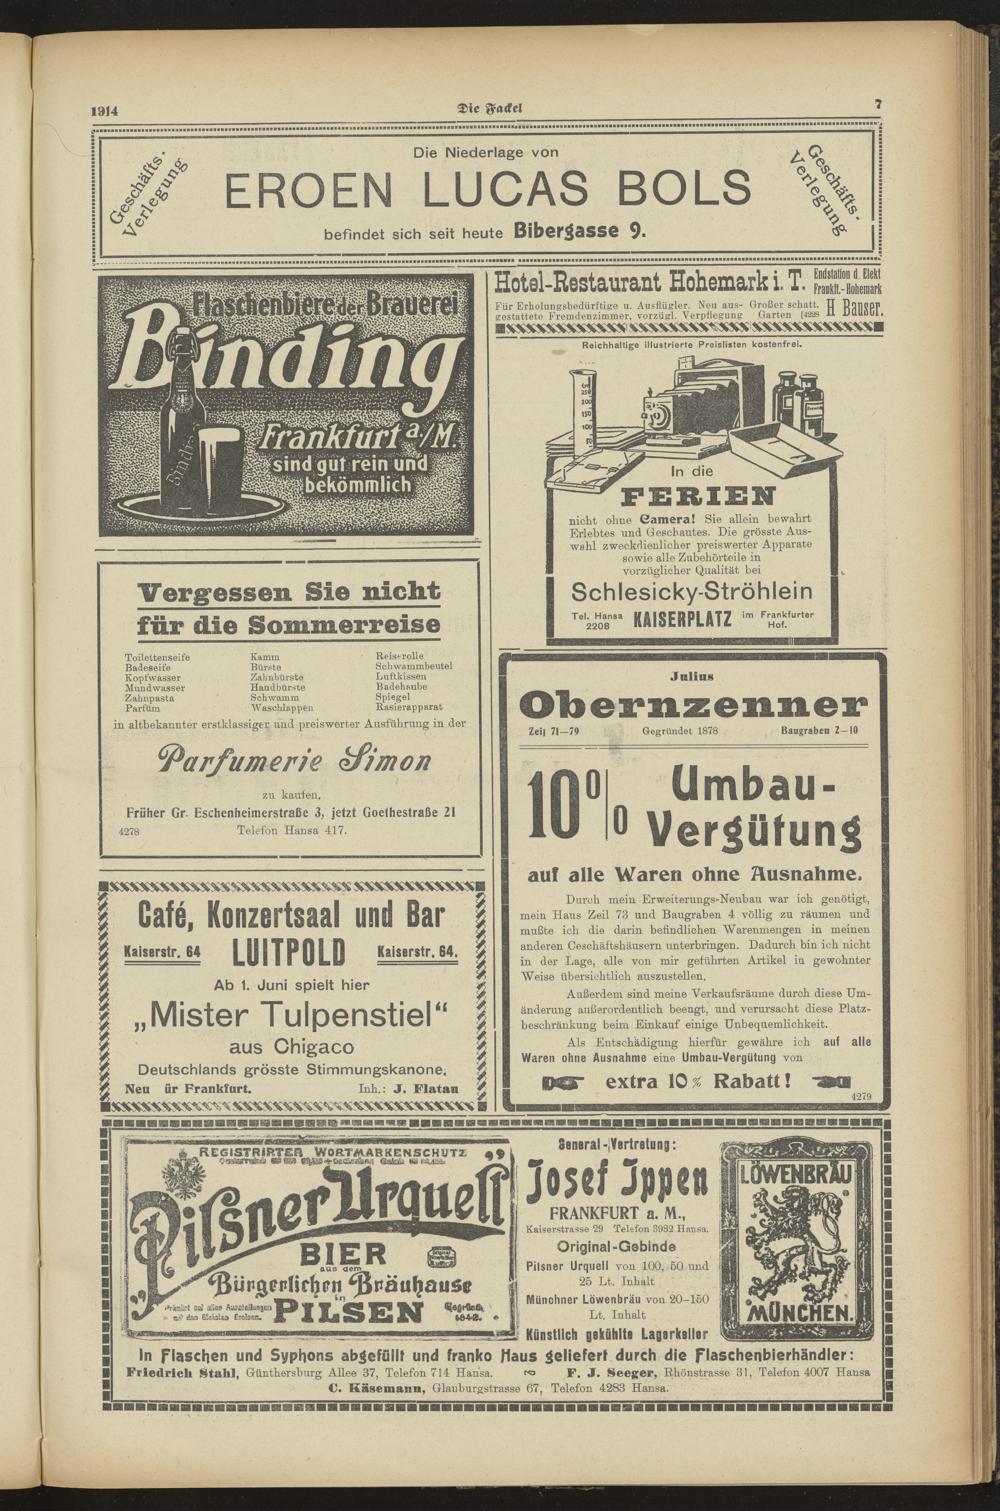 1914
Die Fackel
7
Geschäfts-
Verlegung
Die Niederlage von
EROEN LUCAS BOLS
befindet sich seit heute Bibergasse 9.
Geschäfts-
Verlegung
Flaschenbiere der Brauerei
Binding
Frankfurt a/M.
sind gut rein und
bekömmlich
Hotel-Restaurant Hohemark i. T. Endstation d. Elekt
Frankft.-Hohemark
Für Erholungsbedürftige u. Ausflügler. Neu aus- Großer schatt. H Bauser.
gestattete Fremdenzimmer, vorzügl. Verpflegung Garten [4228
Reichhaltige illustrierte Preislisten kostenfrei.
In die
FERIEN
nicht ohne Camera! Sie allein bewahrt
Erlebtes und Geschautes. Die grösste Aus-
wahl zweckdienlicher preiswerter Apparate
sowie alle Zubehörteile in
vorzüglicher Qualität bei
Schlesicky-Ströhlein
Tel. Hansa 2208 KAISERPLATZ im Frankfurter Hof.
Vergessen Sie nicht
für die Sommerreise
Toilettenseife Kamm Reiserolle
Badeseife Bürste Schwammbeutel
Kopfwasser Zahnbürste Luftkissen
Mundwasser Handbürste Badehaube
Zahnpasta Schwamm Spiegel
Parfüm Waschlappen Rasierapparat
in altbekannter erstklassiger und preiswerter Ausführung in der
Parfumerie Simon
zu kaufen.
Früher Gr. Eschenheimerstraße 3, jetzt Goethestraße 21
4278 Telefon Hansa 417.
Julius
Obernzenner
Zeil 71—79 Gegründet 1878 Baugraben 2—10
10% Umbau-
Vergütung
auf alle Waren ohne Ausnahme.
Durch mein Erweiterungs-Neubau war ich genötigt,
mein Haus Zeil 73 und Baugraben 4 völlig zu räumen und
mußte ich die darin befindlichen Warenmengen in meinen
anderen Geschäftshäusern unterbringen. Dadurch bin ich nicht
in der Lage, alle von mir geführten Artikel in gewohnter
Weise übersichtlich auszustellen.
Außerdem sind meine Verkaufsräume durch diese Um-
änderung außerordentlich beengt, und verursacht diese Platz-
beschränkung beim Einkauf einige Unbequemlichkeit.
Als Entschädigung hierfür gewähre ich auf alle
Waren ohne Ausnahme eine Umbau-Vergütung von
extra 10% Rabatt!
4279
Café, Konzertsaal und Bar
Kaiserstr. 64 LUITPOLD Kaiserstr. 64.
Ab 1. Juni spielt hier
„Mister Tulpenstiel“
aus Chigaco
Deutschlands grösste Stimmungskanone.
Neu ür Frankfurt. Inh.: J. Flatau
REGISTRIRTER WORTMARKENSCHUTZ
Pilsner Urquell
BIER
aus dem
Bürgerlichen Bräuhause
in
PILSEN
Gegründ. 1842.
General-Vertretung:
Josef Ippen
FRANKFURT a. M.,
Kaiserstrasse 29 Telefon 3982 Hansa.
Original-Gebinde
Pilsner Urquell von 100, 50 und
25 Lt. Inhalt
Münchner Löwenbräu von 20-150
Lt. Inhalt
Künstlich gekühlte Lagerkeller
LÖWENBRÄU
MÜNCHEN.
In Flaschen und Syphons abgefüllt und franko Haus geliefert durch die Flaschenbierhändler:
Friedrich Stahl, Günthersburg Allee 37, Telefon 714 Hansa. F. J. Seeger, Rhönstrasse 31, Telefon 4007 Hansa
C. Käsemann, Glauburgstrasse 67, Telefon 4283 Hansa.